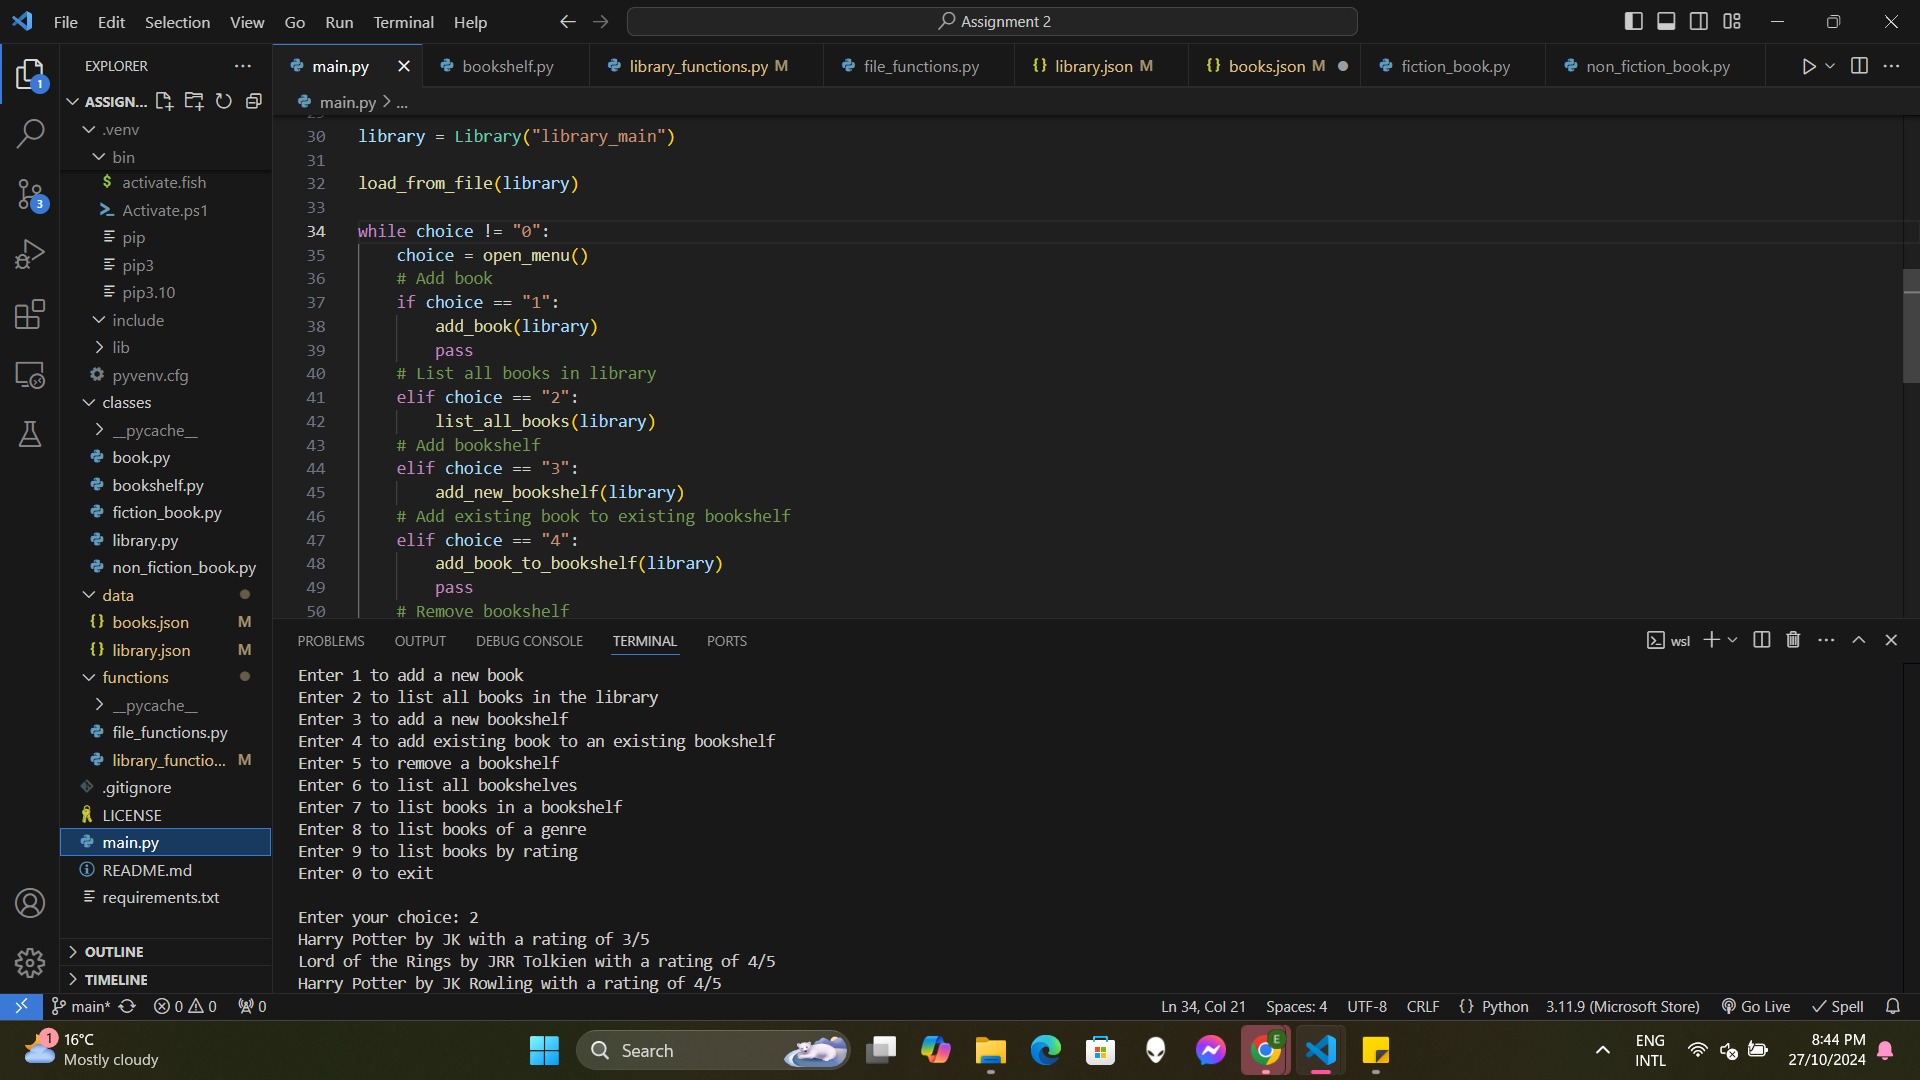 File Edit Selection View Go Run Terminal Help
Assignment 2
EXPLORER
ASSIGN...
.venv
bin
activate.fish
Activate.ps1
pip
pip3
pip3.10
include
lib
pyvenv.cfg
classes
__pycache__
book.py
bookshelf.py
fiction_book.py
library.py
non_fiction_book.py
data
books.json M
library.json M
functions
__pycache__
file_functions.py
library_functio... M
.gitignore
LICENSE
main.py
README.md
requirements.txt
OUTLINE
TIMELINE
1
3
main.py bookshelf.py library_functions.py M file_functions.py library.json M books.json M fiction_book.py non_fiction_book.py
main.py > ...
30 library = Library("library_main")
31
32 load_from_file(library)
33
34 while choice != "0":
35 choice = open_menu()
36 # Add book
37 if choice == "1":
38 add_book(library)
39 pass
40 # List all books in library
41 elif choice == "2":
42 list_all_books(library)
43 # Add bookshelf
44 elif choice == "3":
45 add_new_bookshelf(library)
46 # Add existing book to existing bookshelf
47 elif choice == "4":
48 add_book_to_bookshelf(library)
49 pass
50 # Remove bookshelf
PROBLEMS OUTPUT DEBUG CONSOLE TERMINAL PORTS
wsl
Enter 1 to add a new book
Enter 2 to list all books in the library
Enter 3 to add a new bookshelf
Enter 4 to add existing book to an existing bookshelf
Enter 5 to remove a bookshelf
Enter 6 to list all bookshelves
Enter 7 to list books in a bookshelf
Enter 8 to list books of a genre
Enter 9 to list books by rating
Enter 0 to exit
Enter your choice: 2
Harry Potter by JK with a rating of 3/5
Lord of the Rings by JRR Tolkien with a rating of 4/5
Harry Potter by JK Rowling with a rating of 4/5
main* 0 0 0 Ln 34, Col 21 Spaces: 4 UTF-8 CRLF {} Python 3.11.9 (Microsoft Store) Go Live Spell
1
16°C
Mostly cloudy
Search
E
ENG
INTL
8:44 PM
27/10/2024